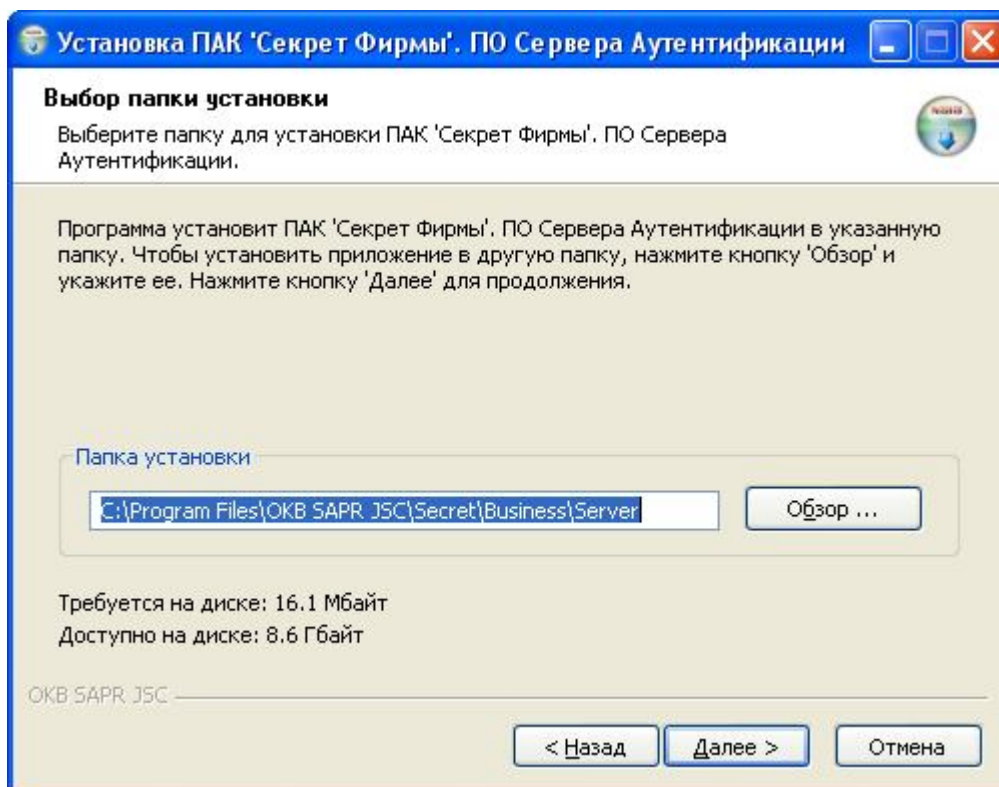 Установка ПАК 'Секрет Фирмы'. ПО Сервера Аутентификации
Выбор папки установки
Выберите папку для установки ПАК 'Секрет Фирмы'. ПО Сервера
Аутентификации.
Программа установит ПАК 'Секрет Фирмы'. ПО Сервера Аутентификации в указанную
папку. Чтобы установить приложение в другую папку, нажмите кнопку 'Обзор' и
укажите ее. Нажмите кнопку 'Далее' для продолжения.
Папка установки
C:\Program Files\OKB SAPR JSC\Secret\Business\Server
Обзор ...
Требуется на диске: 16.1 Мбайт
Доступно на диске: 8.6 Гбайт
OKB SAPR JSC
< Назад
Далее >
Отмена